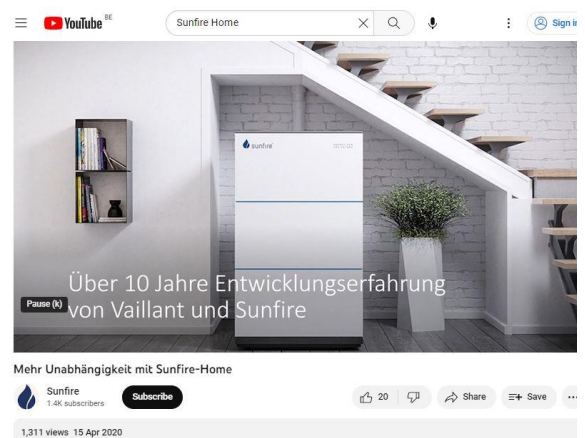 YouTube BE
Sunfire Home
Sign in
sunfire
Über 10 Jahre Entwicklungserfahrung
von Vaillant und Sunfire
Pause (k)
Mehr Unabhängigkeit mit Sunfire-Home
Sunfire
1.4K subscribers
Subscribe
20
Share
Save
1,311 views 15 Apr 2020